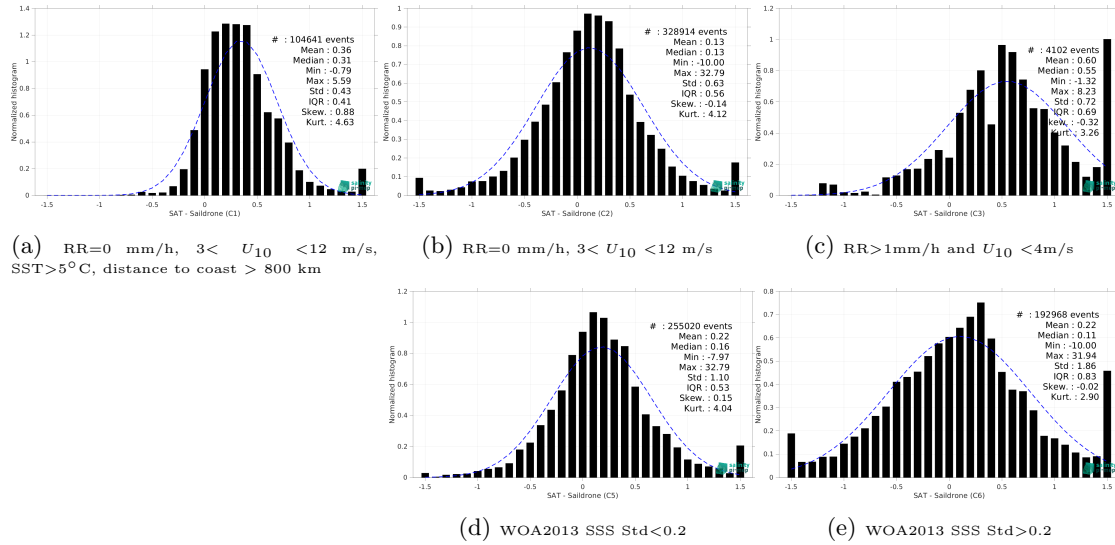 1.4
1.2
1
0.8
0.6
0.4
0.2
0
Normalized histogram
-1.5
-1
-0.5
0
0.5
1
1.5
SAT - Saildrone (C1)
# : 104641 events
Mean : 0.36
Median : 0.31
Min : -0.79
Max : 5.59
Std : 0.43
IQR : 0.41
Skew. : 0.88
Kurt. : 4.63
1
0.9
0.8
0.7
0.6
0.5
0.4
0.3
0.2
0.1
0
Normalized histogram
-1.5
-1
-0.5
0
0.5
1
1.5
SAT - Saildrone (C2)
# : 328914 events
Mean : 0.13
Median : 0.13
Min : -10.00
Max : 32.79
Std : 0.63
IQR : 0.56
Skew. : -0.14
Kurt. : 4.12
1.2
1
0.8
0.6
0.4
0.2
0
Normalized histogram
-1.5
-1
-0.5
0
0.5
1
1.5
SAT - Saildrone (C3)
# : 4102 events
Mean : 0.60
Median : 0.55
Min : -1.32
Max : 8.23
Std : 0.72
IQR : 0.69
Skew. : -0.32
Kurt. : 3.26
(a) RR=0 mm/h, 3< U10 <12 m/s,
SST>5°C, distance to coast > 800 km
(b) RR=0 mm/h, 3< U10 <12 m/s
(c) RR>1mm/h and U10 <4m/s
1.2
1
0.8
0.6
0.4
0.2
0
Normalized histogram
-1.5
-1
-0.5
0
0.5
1
1.5
SAT - Saildrone (C5)
# : 255020 events
Mean : 0.22
Median : 0.16
Min : -7.97
Max : 32.79
Std : 1.10
IQR : 0.53
Skew. : 0.15
Kurt. : 4.04
0.8
0.7
0.6
0.5
0.4
0.3
0.2
0.1
0
Normalized histogram
-1.5
-1
-0.5
0
0.5
1
1.5
SAT - Saildrone (C6)
# : 192968 events
Mean : 0.22
Median : 0.11
Min : -10.00
Max : 31.94
Std : 1.86
IQR : 0.83
Skew. : -0.02
Kurt. : 2.90
(d) WOA2013 SSS Std<0.2
(e) WOA2013 SSS Std>0.2